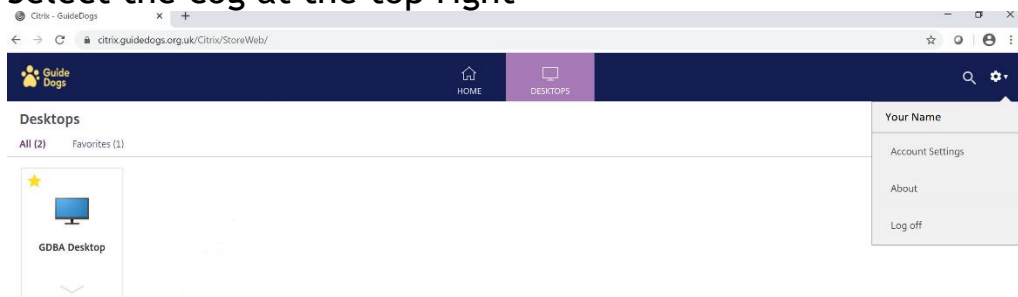 Select the cog at the top right
Citrix - GuideDogs
citrix.guidedogs.org.uk/Citrix/StoreWeb/
Guide
Dogs
HOME
DESKTOPS
Desktops
Your Name
All (2) Favorites (1)
Account Settings
About
Log off
GDBA Desktop